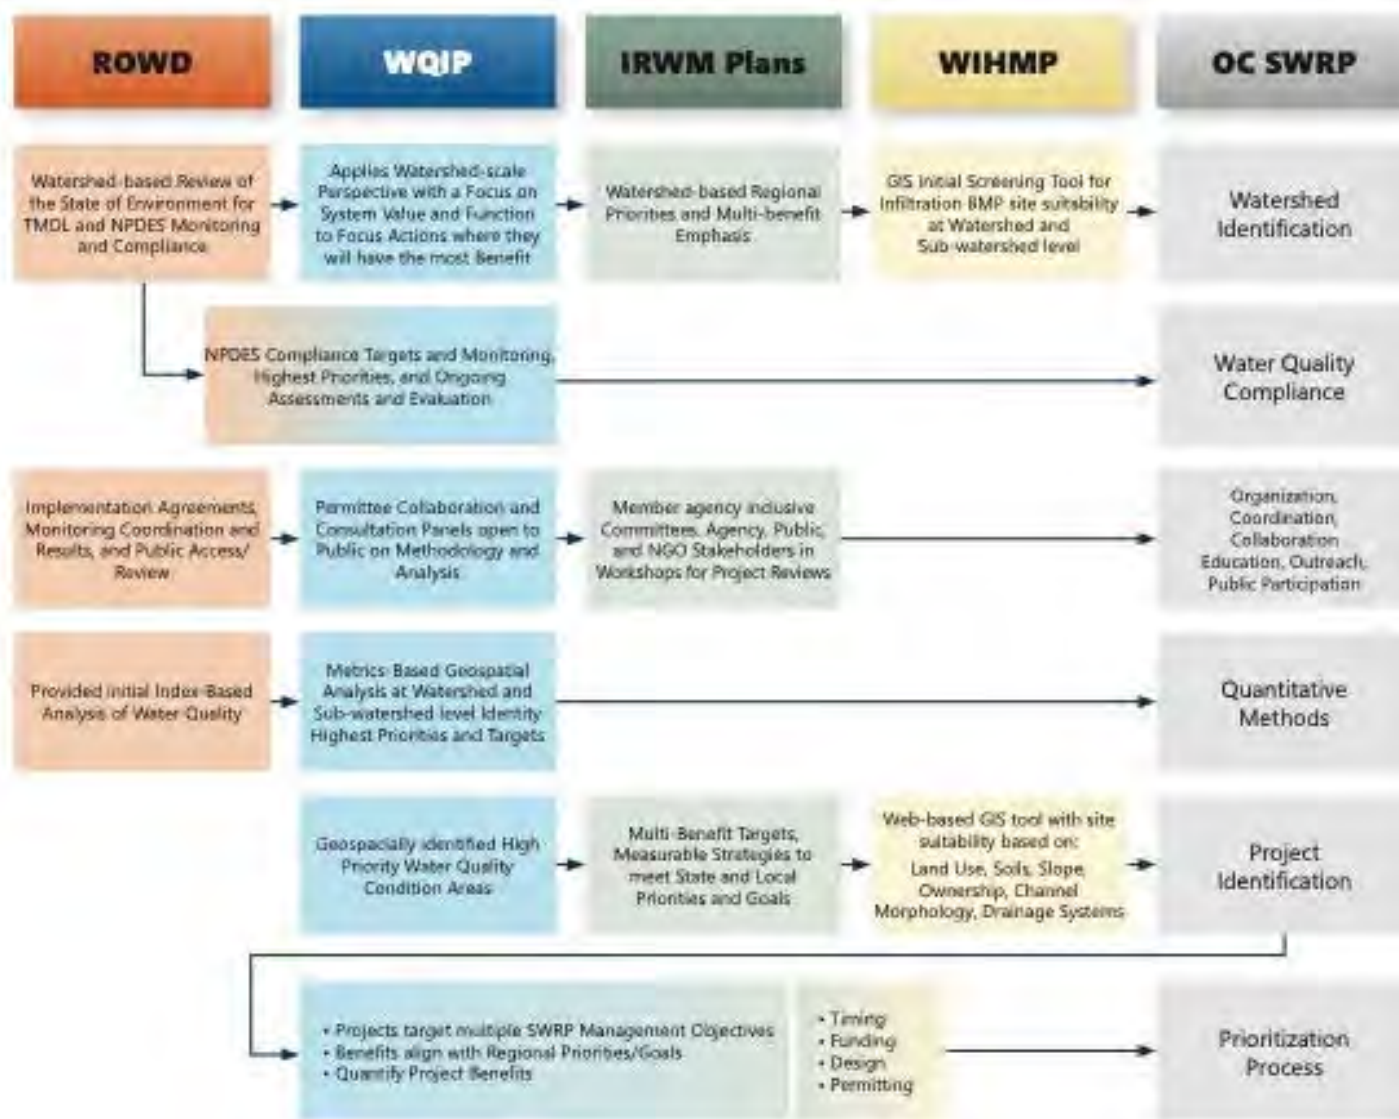 ROWD
WQIP
IRWM Plans
WIHMP
OC SWRP
Watershed-based Review of
the State of Environment for
TMDL and NPDES Monitoring
and Compliance
Applies Watershed-scale
Perspective with a Focus on
System Value and Function
to Focus Actions where they
will have the most Benefit
Watershed-based Regional
Priorities and Multi-benefit
Emphasis
GIS Initial Screening Tool for
Infiltration BMP site suitability
at Watershed and
Sub-watershed level
Watershed
Identification
NPDES Compliance Targets and Monitoring,
Highest Priorities, and Ongoing
Assessments and Evaluation
Water Quality
Compliance
Implementation Agreements,
Monitoring Coordination and
Results, and Public Access/
Review
Permittee Collaboration and
Consultation Panels open to
Public on Methodology and
Analysis
Member agency inclusive
Committees, Agency, Public,
and NGO Stakeholders in
Workshops for Project Reviews
Organization,
Coordination,
Collaboration
Education, Outreach,
Public Participation
Provided initial Index-Based
Analysis of Water Quality
Metrics-Based Geospatial
Analysis at Watershed and
Sub-watershed level Identity
Highest Priorities and Targets
Quantitative
Methods
Geospacially identified High
Priority Water Quality
Condition Areas
Multi-Benefit Targets,
Measurable Strategies to
meet State and Local
Priorities and Goals
Web-based GIS tool with site
suitability based on:
Land Use, Soils, Slope,
Ownership, Channel
Morphology, Drainage Systems
Project
Identification
• Projects target multiple SWRP Management Objectives
• Benefits align with Regional Priorities/Goals
• Quantify Project Benefits
• Timing
• Funding
• Design
• Permitting
Prioritization
Process